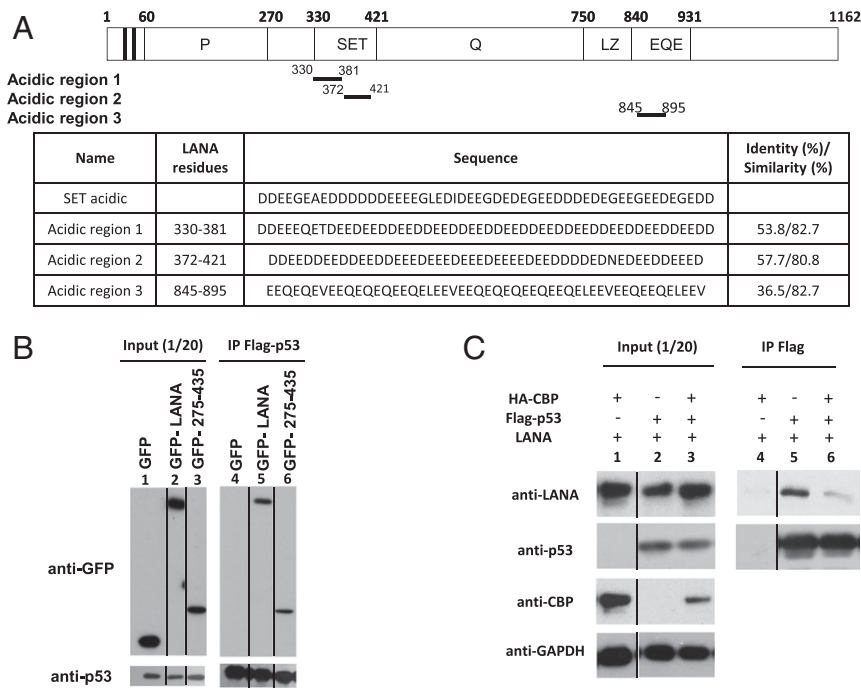 A
1 60 270 330 421 750 840 931 1162
P SET Q LZ EQE
Acidic region 1 330 381
Acidic region 2 372 421
Acidic region 3 845 895
Name LANA residues Sequence Identity (%)/ Similarity (%)
SET acidic DDEEGEAEDDDDDDEEEEGLEDIDEEGDEDEGEEDDDEDEGEEGEEDEGEDD
Acidic region 1 330-381 DDEEEQETDEEDEEDDEEDDEEDDEEDDEEDDEEDDEEDDEEDDEEDDEEDD 53.8/82.7
Acidic region 2 372-421 DDEEDDEEDDEEDDEEEDEEEDEEEDEEEEDEEDDDDEDNEDEEDDEEED 57.7/80.8
Acidic region 3 845-895 EEQEQEVEEQEQEQEEQELEEVEEQEQEQEEQEEQELEEVEEQEEQELEEV 36.5/82.7
B
Input (1/20) IP Flag-p53
GFP GFP- LANA GFP- 275-435 GFP GFP- LANA GFP- 275-435
1 2 3 4 5 6
anti-GFP
anti-p53
C
Input (1/20) IP Flag
HA-CBP + - + + - +
Flag-p53 - + + - + +
LANA + + + + + +
1 2 3 4 5 6
anti-LANA
anti-p53
anti-CBP
anti-GAPDH